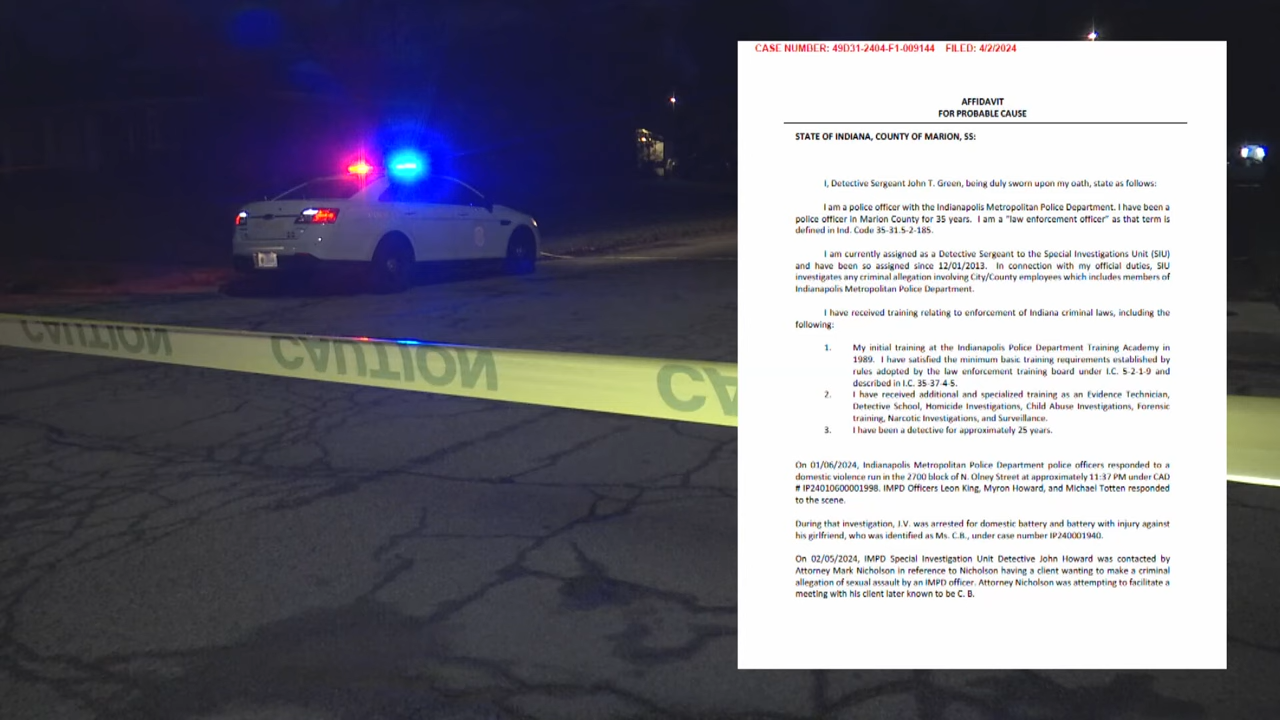 CASE NUMBER: 49D31-2404-F1-009144 FILED: 4/2/2024
AFFIDAVIT
FOR PROBABLE CAUSE
STATE OF INDIANA, COUNTY OF MARION, SS:
I, Detective Sergeant John T. Green, being duly sworn upon my oath, state as follows:
I am a police officer with the Indianapolis Metropolitan Police Department. I have been a
police officer in Marion County for 35 years. I am a "law enforcement officer" as that term is
defined in Ind. Code 35-31.5-2-185.
I am currently assigned as a Detective Sergeant to the Special Investigations Unit (SIU)
and have been so assigned since 12/01/2013. In connection with my official duties, SIU
investigates any criminal allegation involving City/County employees which includes members of
Indianapolis Metropolitan Police Department.
I have received training relating to enforcement of Indiana criminal laws, including the
following:
1. My initial training at the Indianapolis Police Department Training Academy in
1989. I have satisfied the minimum basic training requirements established by
rules adopted by the law enforcement training board under I.C. 5-2-1-9 and
described in I.C. 35-37-4-5.
2. I have received additional and specialized training as an Evidence Technician,
Detective School, Homicide Investigations, Child Abuse Investigations, Forensic
training, Narcotic Investigations, and Surveillance.
3. I have been a detective for approximately 25 years.
On 01/06/2024, Indianapolis Metropolitan Police Department police officers responded to a
domestic violence run in the 2700 block of N. Olney Street at approximately 11:37 PM under CAD
# IP24010600001998. IMPD Officers Leon King, Myron Howard, and Michael Totten responded
to the scene.
During that investigation, J.V. was arrested for domestic battery and battery with injury against
his girlfriend, who was identified as Ms. C.B., under case number IP240001940.
On 02/05/2024, IMPD Special Investigation Unit Detective John Howard was contacted by
Attorney Mark Nicholson in reference to Nicholson having a client wanting to make a criminal
allegation of sexual assault by an IMPD officer. Attorney Nicholson was attempting to facilitate a
meeting with his client later known to be C. B.
CAUTION CAUTION CA